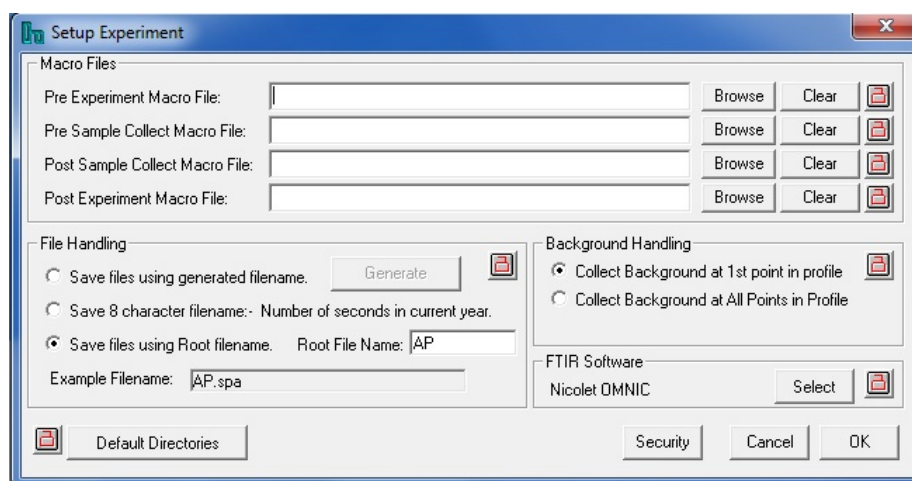 Setup Experiment
Macro Files
Pre Experiment Macro File: Browse Clear
Pre Sample Collect Macro File: Browse Clear
Post Sample Collect Macro File: Browse Clear
Post Experiment Macro File: Browse Clear
File Handling
Save files using generated filename. Generate
Save 8 character filename:- Number of seconds in current year.
Save files using Root filename. Root File Name: AP
Example Filename: AP.spa
Background Handling
Collect Background at 1st point in profile
Collect Background at All Points in Profile
FTIR Software
Nicolet OMNIC Select
Default Directories Security Cancel OK